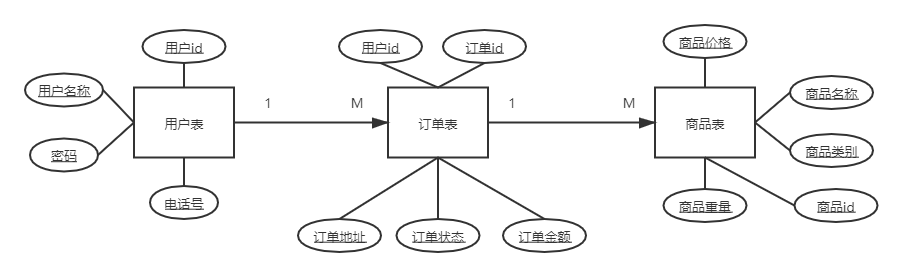 用户id
用户名称
密码
用户表
电话号
1
M
用户id
订单id
订单表
订单地址
订单状态
订单金额
1
M
商品价格
商品名称
商品表
商品类别
商品重量
商品id